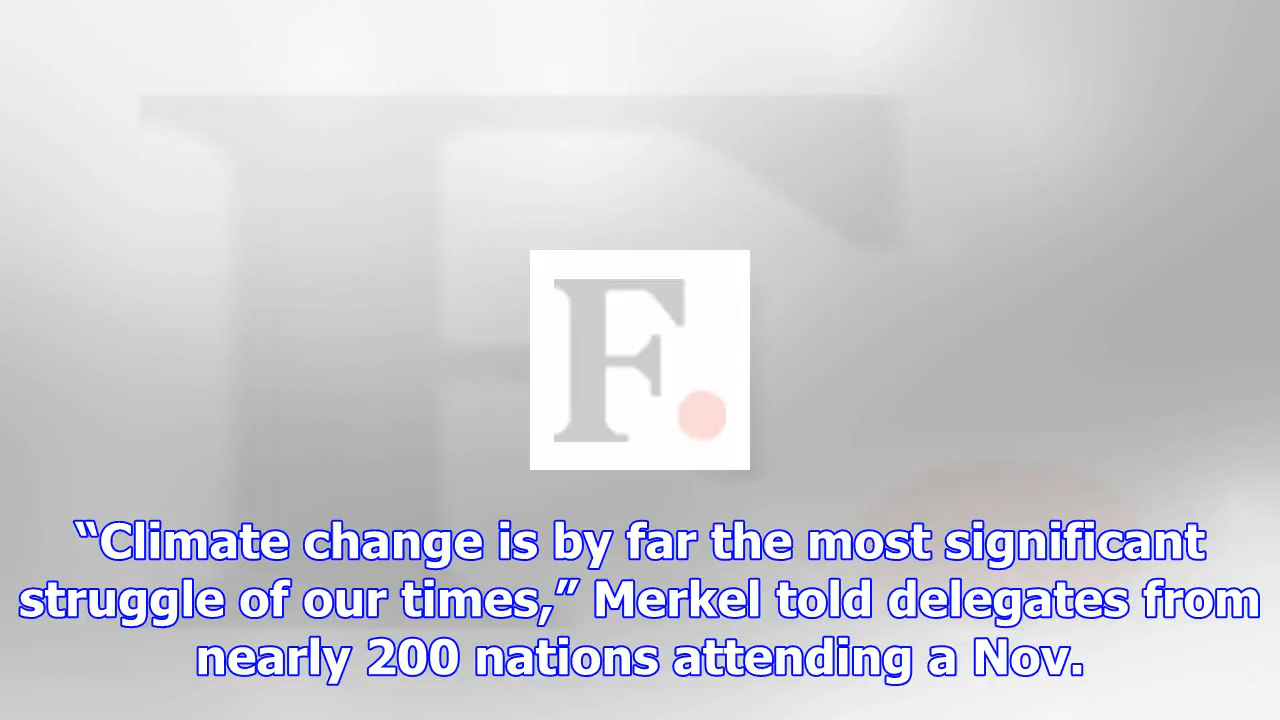 F.
“Climate change is by far the most significant
struggle of our times,” Merkel told delegates from
nearly 200 nations attending a Nov.